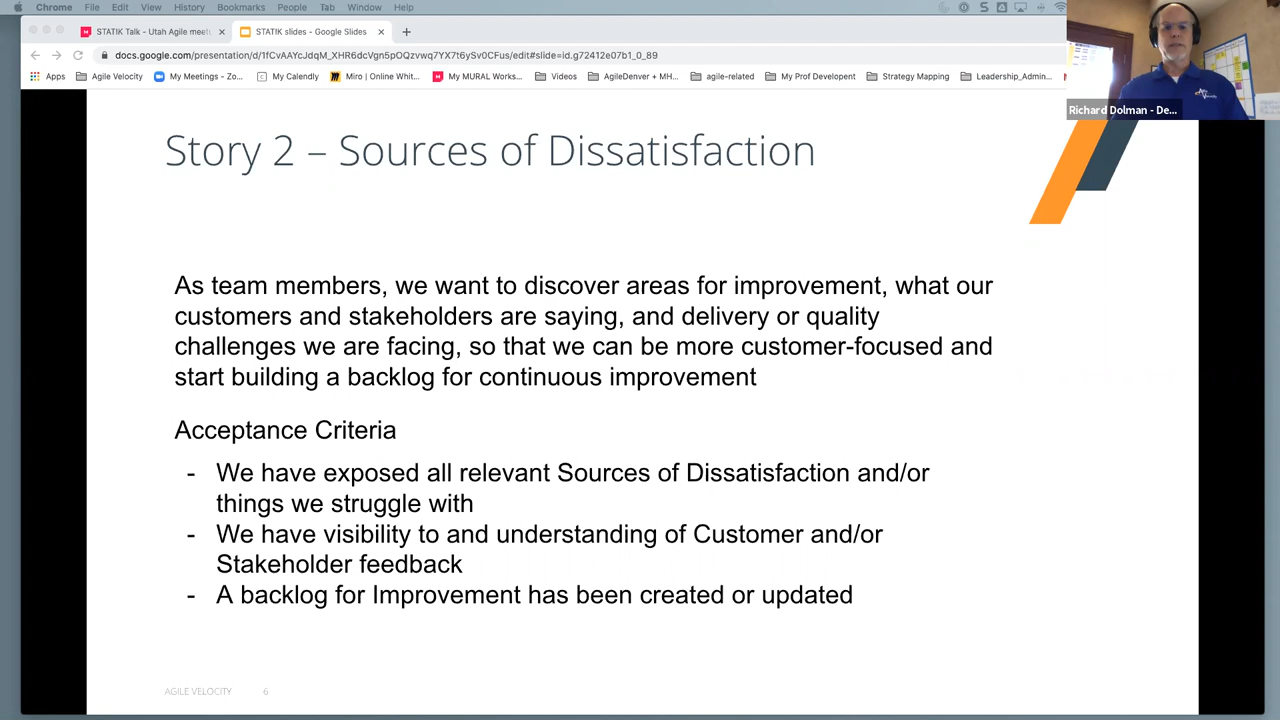 Chrome File Edit View History Bookmarks People Tab Window Help
STATIK Talk - Utah Agile meet
STATIK slides - Google Slides
docs.google.com/presentation/d/
edit#slide=id.g72412e07b1_0_89
Apps Agile Velocity My Meetings - Zo... My Calendly Miro | Online Whit... My MURAL Works... Videos AgileDenver + MH... agile-related My Prof Develpment Strategy Mapping Leadership_Admin...
Richard Dolman - De...
Story 2 – Sources of Dissatisfaction
As team members, we want to discover areas for improvement, what our
customers and stakeholders are saying, and delivery or quality
challenges we are facing, so that we can be more customer-focused and
start building a backlog for continuous improvement
Acceptance Criteria
- We have exposed all relevant Sources of Dissatisfaction and/or
things we struggle with
- We have visibility to and understanding of Customer and/or
Stakeholder feedback
- A backlog for Improvement has been created or updated
AGILE VELOCITY 6